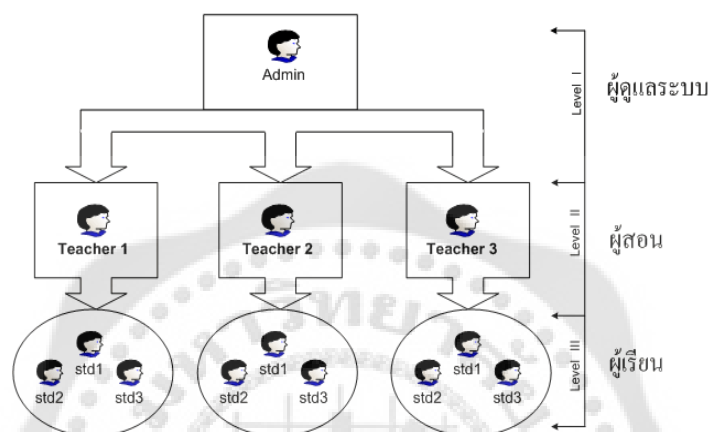 Admin
Level I
ผู้ดูแลระบบ
Teacher 1
Teacher 2
Teacher 3
Level II
ผู้สอน
std1
std2
std3
std1
std2
std3
std1
std2
std3
Level III
ผู้เรียน